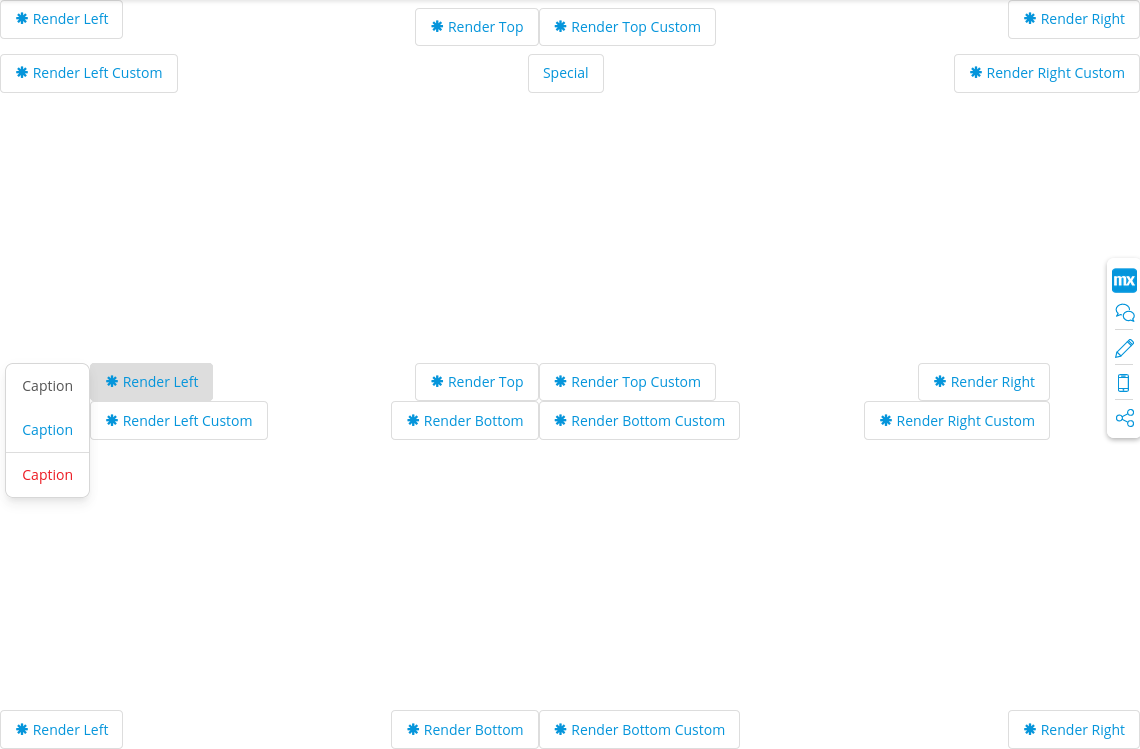 Render Left
Render Top
Render Top Custom
Render Right
Render Left Custom
Special
Render Right Custom
mx
Caption
Render Left
Render Top
Render Top Custom
Render Right
Caption
Render Left Custom
Render Bottom
Render Bottom Custom
Render Right Custom
Caption
Render Left
Render Bottom
Render Bottom Custom
Render Right